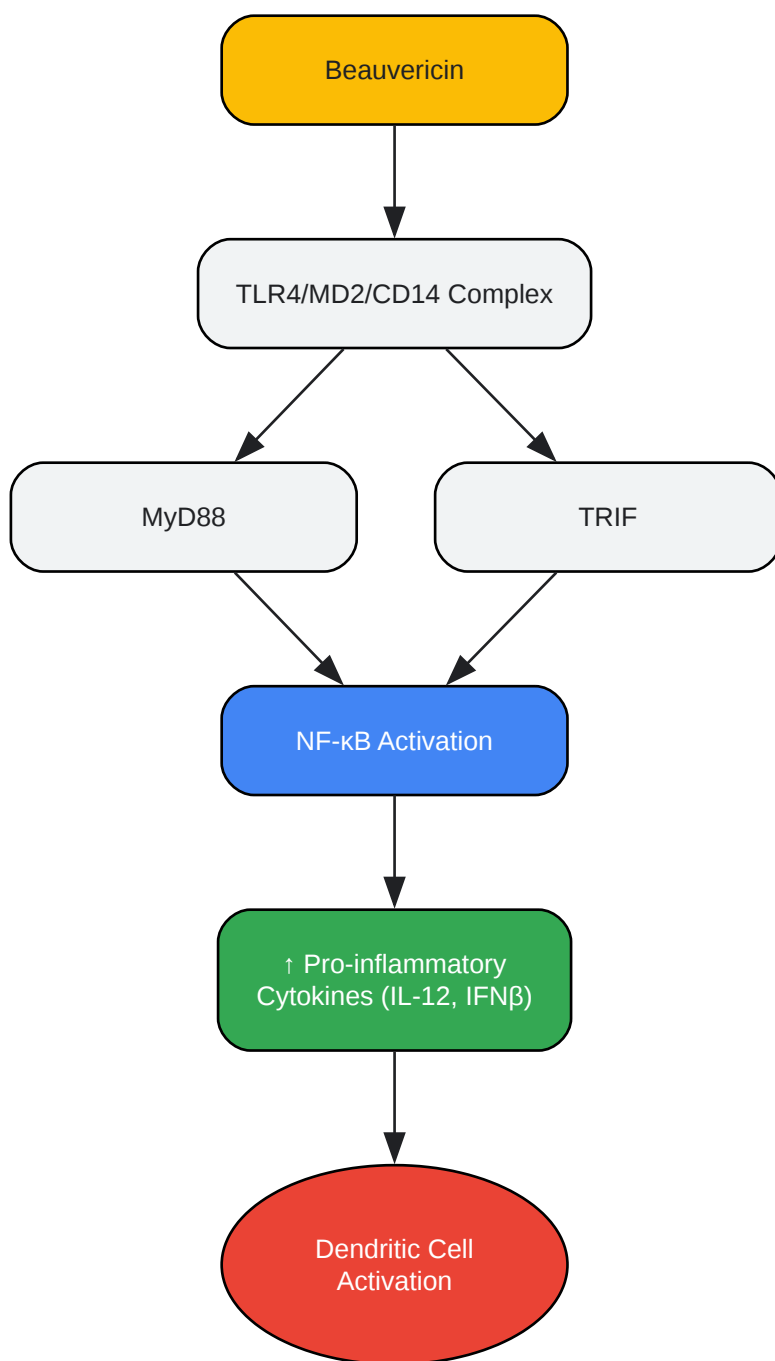 Beauvericin
TLR4/MD2/CD14 Complex
MyD88
TRIF
NF-κB Activation
↑ Pro-inflammatory
Cytokines (IL-12, IFNβ)
Dendritic Cell
Activation